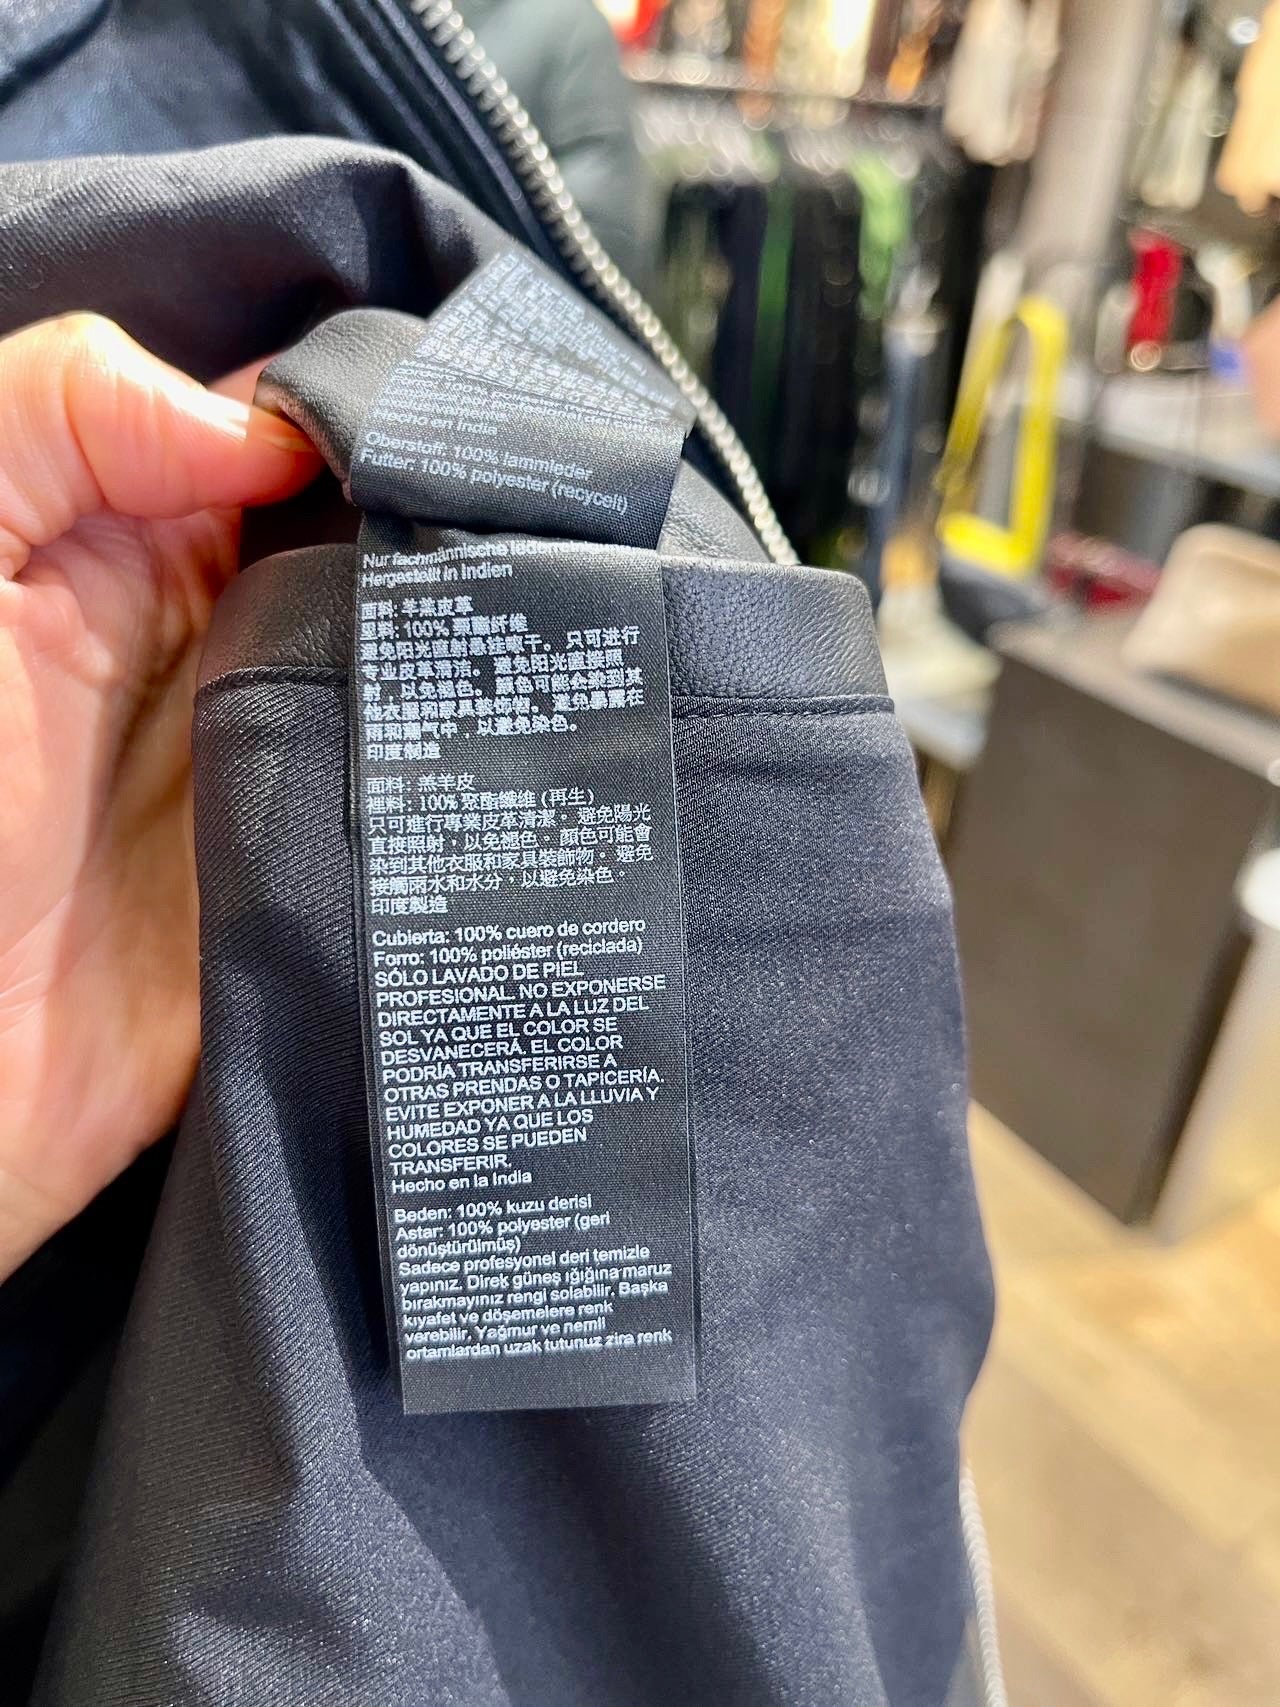 en India
Oberstoff: 100% lammleder
Futter: 100% polyester (recycelt)
Nur fachmännische
Hergestellt in Indien
面料: 羊羔皮革
里料: 100% 聚酯纤维
避免阳光直射悬挂晾干。只可进行
专业皮革清洁。避免阳光直接照
射，以免褪色。颜色可能会染到其
他衣服和家具装饰物。避免暴露在
雨和潮气中，以避免染色。
印度制造
面料: 羔羊皮
裡料: 100% 聚酯纖維 (再生)
只可進行專業皮革清潔。避免陽光
直接照射，以免褪色。顏色可能會
染到其他衣服和家具裝飾物。避免
接觸雨水和水分，以避免染色。
印度製造
Cubierta: 100% cuero de cordero
Forro: 100% poliéster (reciclada)
SÓLO LAVADO DE PIEL
PROFESIONAL. NO EXPONERSE
DIRECTAMENTE A LA LUZ DEL
SOL YA QUE EL COLOR SE
DESVANECERÁ. EL COLOR
PODRÍA TRANSFERIRSE A
OTRAS PRENDAS O TAPICERÍA.
EVITE EXPONER A LA LLUVIA Y
HUMEDAD YA QUE LOS
COLORES SE PUEDEN
TRANSFERIR.
Hecho en la India
Beden: 100% kuzu derisi
Astar: 100% polyester (geri
dönüştürülmüş)
Sadece profesyonel deri temizle
yapınız. Direk güneş ışığına maruz
bırakmayınız rengi solabilir. Başka
kıyafet ve döşemelere renk
verebilir. Yağmur ve nemli
ortamlardan uzak tutunuz zira renk